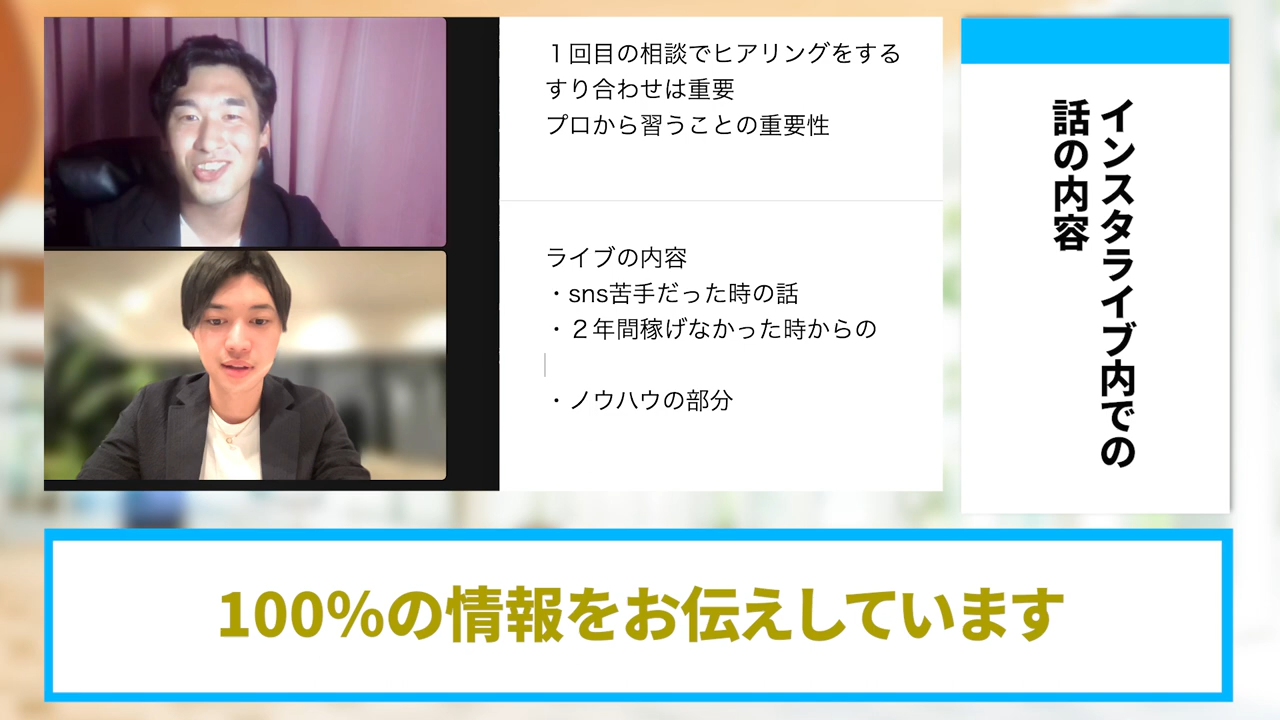 １回目の相談でヒアリングをする
すり合わせは重要
プロから習うことの重要性
ライブの内容
・sns苦手だった時の話
・２年間稼げなかった時からの
・ノウハウの部分
インスタライブ内での
話の内容
100%の情報をお伝えしています